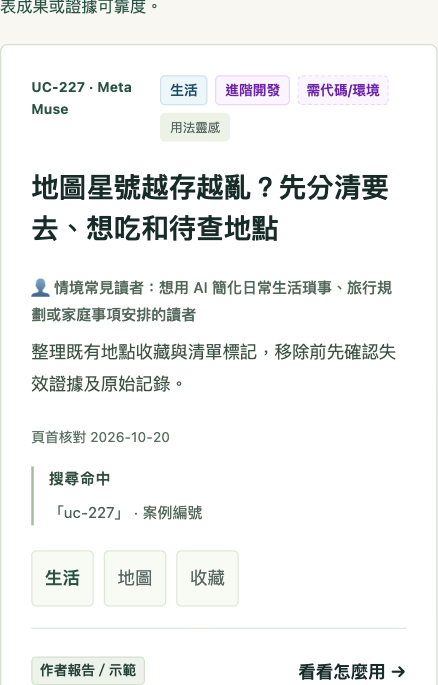 表成果或證據可靠度。
UC-227 · Meta Muse
生活
進階開發
需代碼/環境
用法靈感
地圖星號越存越亂？先分清要
去、想吃和待查地點
情境常見讀者：想用 AI 簡化日常生活瑣事、旅行規
劃或家庭事項安排的讀者
整理既有地點收藏與清單標記，移除前先確認失
效證據及原始記錄。
頁首核對 2026-10-20
搜尋命中
「uc-227」 · 案例編號
生活
地圖
收藏
作者報告 / 示範
看看怎麼用 →